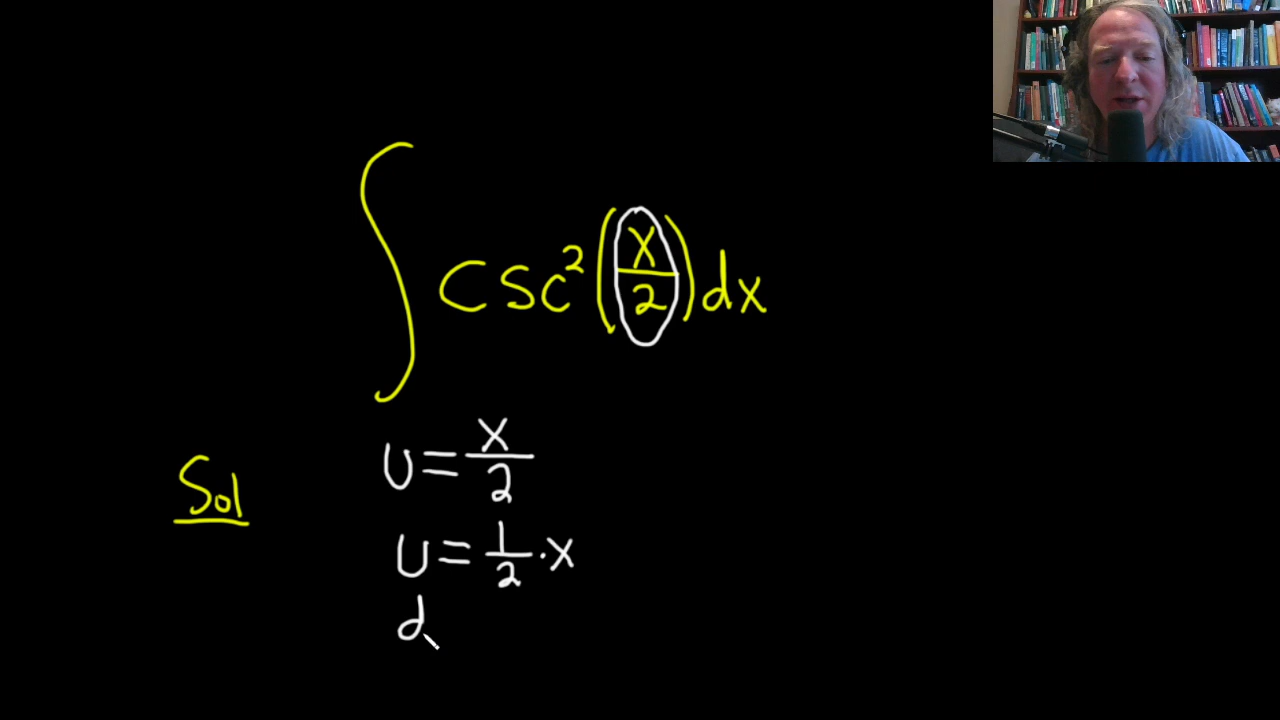 ∫ csc²(x/2) dx
Sol
U = x/2
U = 1/2 · x
d